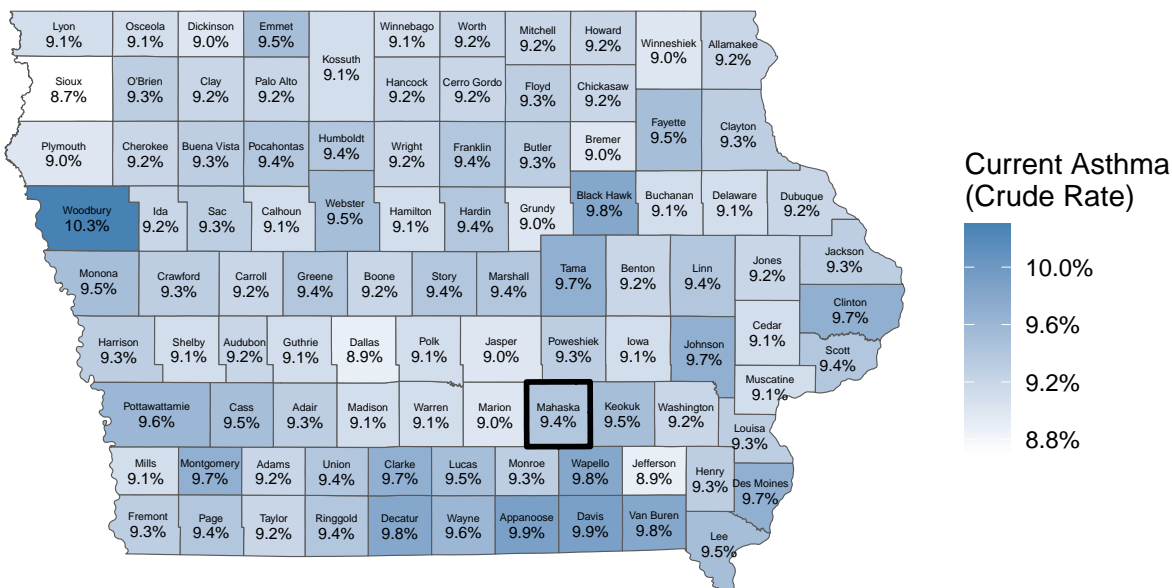 Lyon
9.1%
Osceola
9.1%
Dickinson
9.0%
Emmet
9.5%
Kossuth
9.1%
Winnebago
9.1%
Worth
9.2%
Mitchell
9.2%
Howard
9.2%
Winneshiek
9.0%
Allamakee
9.2%
Sioux
8.7%
O'Brien
9.3%
Clay
9.2%
Palo Alto
9.2%
Hancock
9.2%
Cerro Gordo
9.2%
Floyd
9.3%
Chickasaw
9.2%
Fayette
9.5%
Clayton
9.3%
Plymouth
9.0%
Cherokee
9.2%
Buena Vista
9.3%
Pocahontas
9.4%
Humboldt
9.4%
Wright
9.2%
Franklin
9.4%
Butler
9.3%
Bremer
9.0%
Woodbury
10.3%
Ida
9.2%
Sac
9.3%
Calhoun
9.1%
Webster
9.5%
Hamilton
9.1%
Hardin
9.4%
Grundy
9.0%
Black Hawk
9.8%
Buchanan
9.1%
Delaware
9.1%
Dubuque
9.2%
Monona
9.5%
Crawford
9.3%
Carroll
9.2%
Greene
9.4%
Boone
9.2%
Story
9.4%
Marshall
9.4%
Tama
9.7%
Benton
9.2%
Linn
9.4%
Jones
9.2%
Jackson
9.3%
Clinton
9.7%
Harrison
9.3%
Shelby
9.1%
Audubon
9.2%
Guthrie
9.1%
Dallas
8.9%
Polk
9.1%
Jasper
9.0%
Poweshiek
9.3%
Iowa
9.1%
Johnson
9.7%
Cedar
9.1%
Scott
9.4%
Muscatine
9.1%
Pottawattamie
9.6%
Cass
9.5%
Adair
9.3%
Madison
9.1%
Warren
9.1%
Marion
9.0%
Mahaska
9.4%
Keokuk
9.5%
Washington
9.2%
Louisa
9.3%
Mills
9.1%
Montgomery
9.7%
Adams
9.2%
Union
9.4%
Clarke
9.7%
Lucas
9.5%
Monroe
9.3%
Wapello
9.8%
Jefferson
8.9%
Henry
9.3%
Des Moines
9.7%
Fremont
9.3%
Page
9.4%
Taylor
9.2%
Ringgold
9.4%
Decatur
9.8%
Wayne
9.6%
Appanoose
9.9%
Davis
9.9%
Van Buren
9.8%
Lee
9.5%
Current Asthma
(Crude Rate)
10.0%
9.6%
9.2%
8.8%